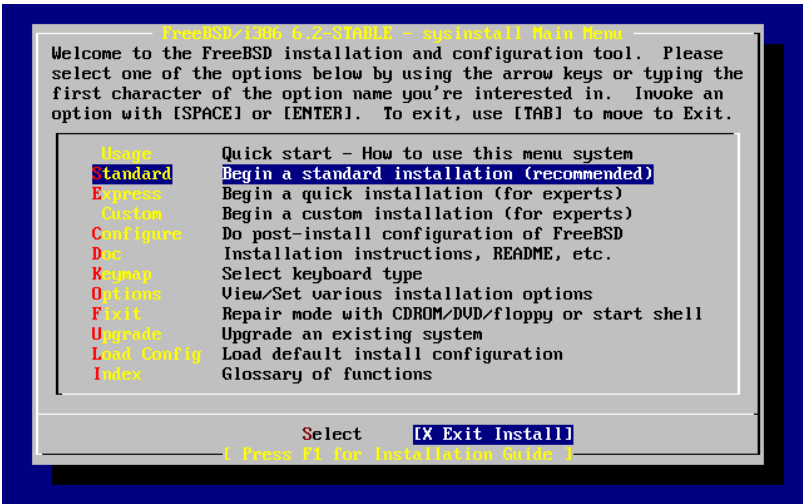 FreeBSD/i386 6.2-STABLE - sysinstall Main Menu
Welcome to the FreeBSD installation and configuration tool.  Please
select one of the options below by using the arrow keys or typing the
first character of the option name you're interested in.  Invoke an
option with [SPACE] or [ENTER].  To exit, use [TAB] to move to Exit.
Usage Quick start - How to use this menu system
Standard Begin a standard installation (recommended)
Express Begin a quick installation (for experts)
Custom Begin a custom installation (for experts)
Configure Do post-install configuration of FreeBSD
Doc Installation instructions, README, etc.
Keymap Select keyboard type
Options View/Set various installation options
Fixit Repair mode with CDROM/DVD/floppy or start shell
Upgrade Upgrade an existing system
Load Config Load default install configuration
Index Glossary of functions
Select [X Exit Install]
[ Press F1 for Installation Guide ]